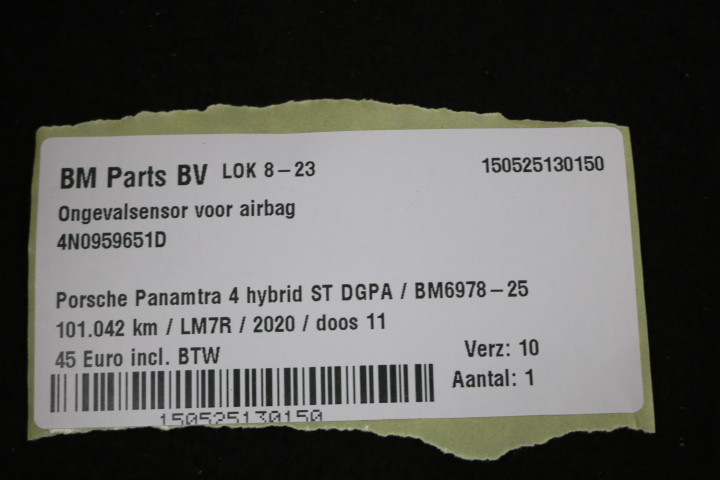 BM Parts BV LOK 8-23 150525130150
Ongevalsensor voor airbag
4N0959651D
Porsche Panamtra 4 hybrid ST DGPA / BM6978-25
101.042 km / LM7R / 2020 / doos 11
45 Euro incl. BTW Verz: 10
Aantal: 1
150525130150